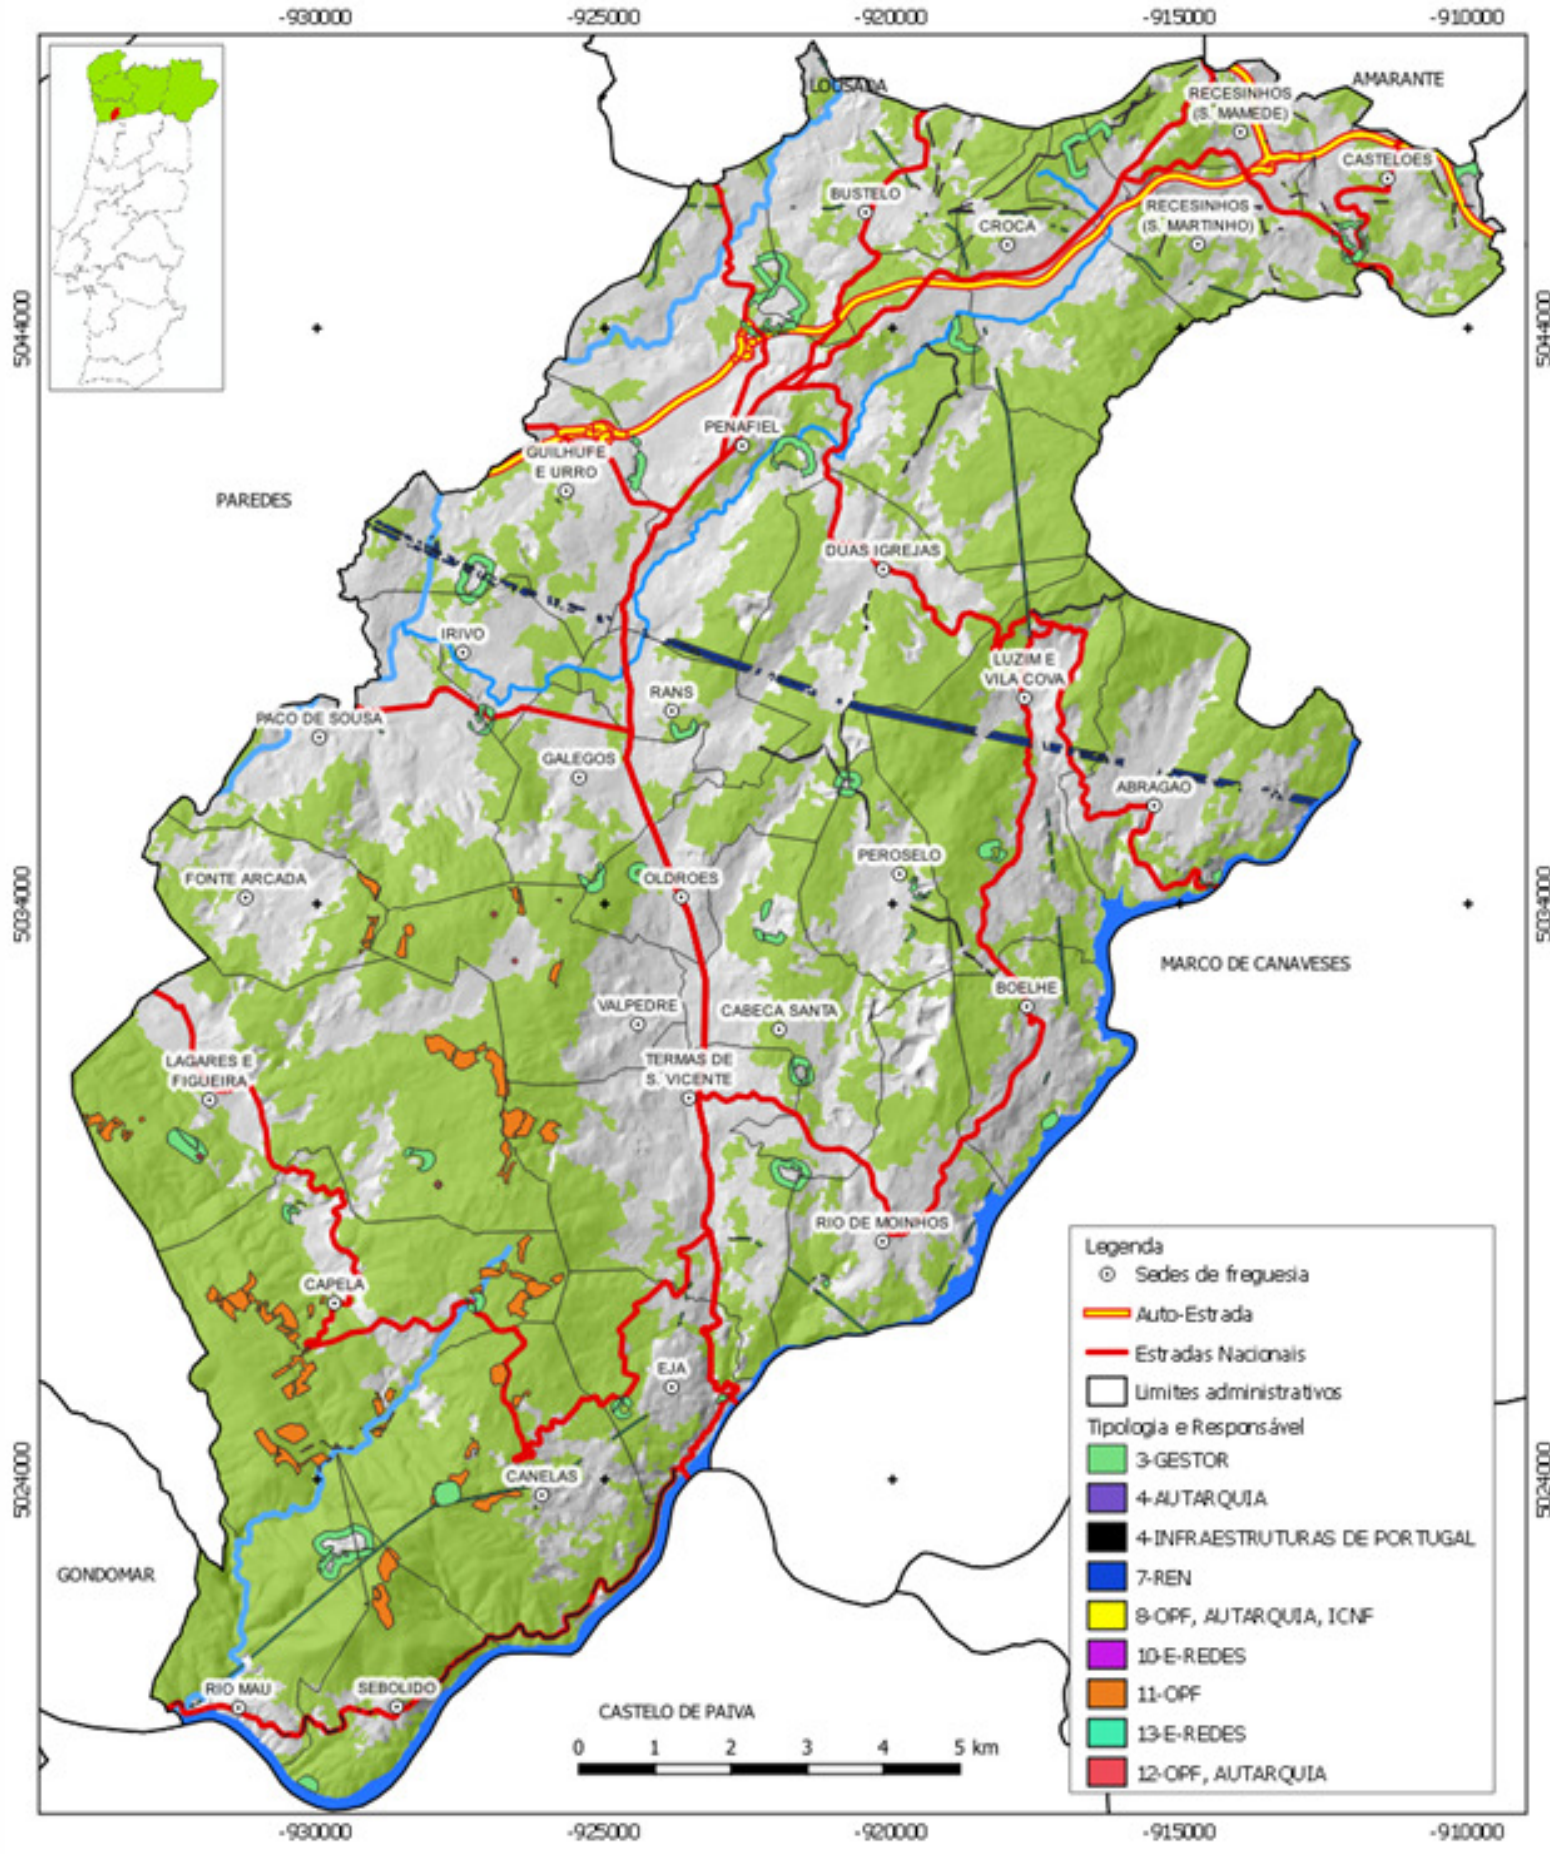 -930000
-925000
-920000
-915000
-910000
LOUSADA
AMARANTE
RECESINHOS
(S. MAMEDE)
CASTELOES
BUSTELO
RECESINHOS
(S. MARTINHO)
CROCA
5044000
5044000
PENAFIEL
GUILHUFE
E URRO
PAREDES
DUAS IGREJAS
IRIVO
LUZIM E
VILA COVA
RANS
PACO DE SOUSA
GALEGOS
ABRAGAO
PEROSELO
FONTE ARCADA
OLDROES
5034000
5034000
MARCO DE CANAVESES
BOELHE
VALPEDRE
CABECA SANTA
LAGARES E
FIGUEIRA
TERMAS DE
S. VICENTE
RIO DE MOINHOS
CAPELA
EJA
CANELAS
5024000
5024000
GONDOMAR
RIO MAU
SEBOLIDO
CASTELO DE PAIVA
0 1 2 3 4 5 km
Legenda
Sedes de freguesia
Auto-Estrada
Estradas Nacionais
Limites administrativos
Tipologia e Responsável
3-GESTOR
4-AUTARQUIA
4-INFRAESTRUTURAS DE PORTUGAL
7-REN
8-OPF, AUTARQUIA, ICNF
10-E-REDES
11-OPF
13-E-REDES
12-OPF, AUTARQUIA
-930000
-925000
-920000
-915000
-910000